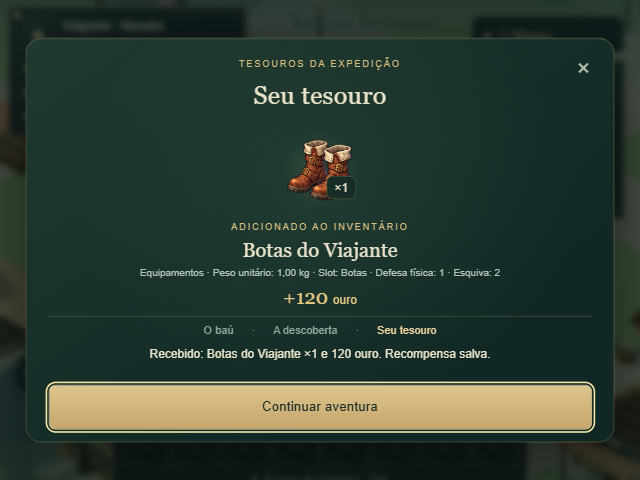 TESOUROS DA EXPEDIÇÃO
×
Seu tesouro
×1
ADICIONADO AO INVENTÁRIO
Botas do Viajante
Equipamentos · Peso unitário: 1,00 kg · Slot: Botas · Defesa física: 1 · Esquiva: 2
+120 ouro
O baú · A descoberta · Seu tesouro
Recebido: Botas do Viajante ×1 e 120 ouro. Recompensa salva.
Continuar aventura